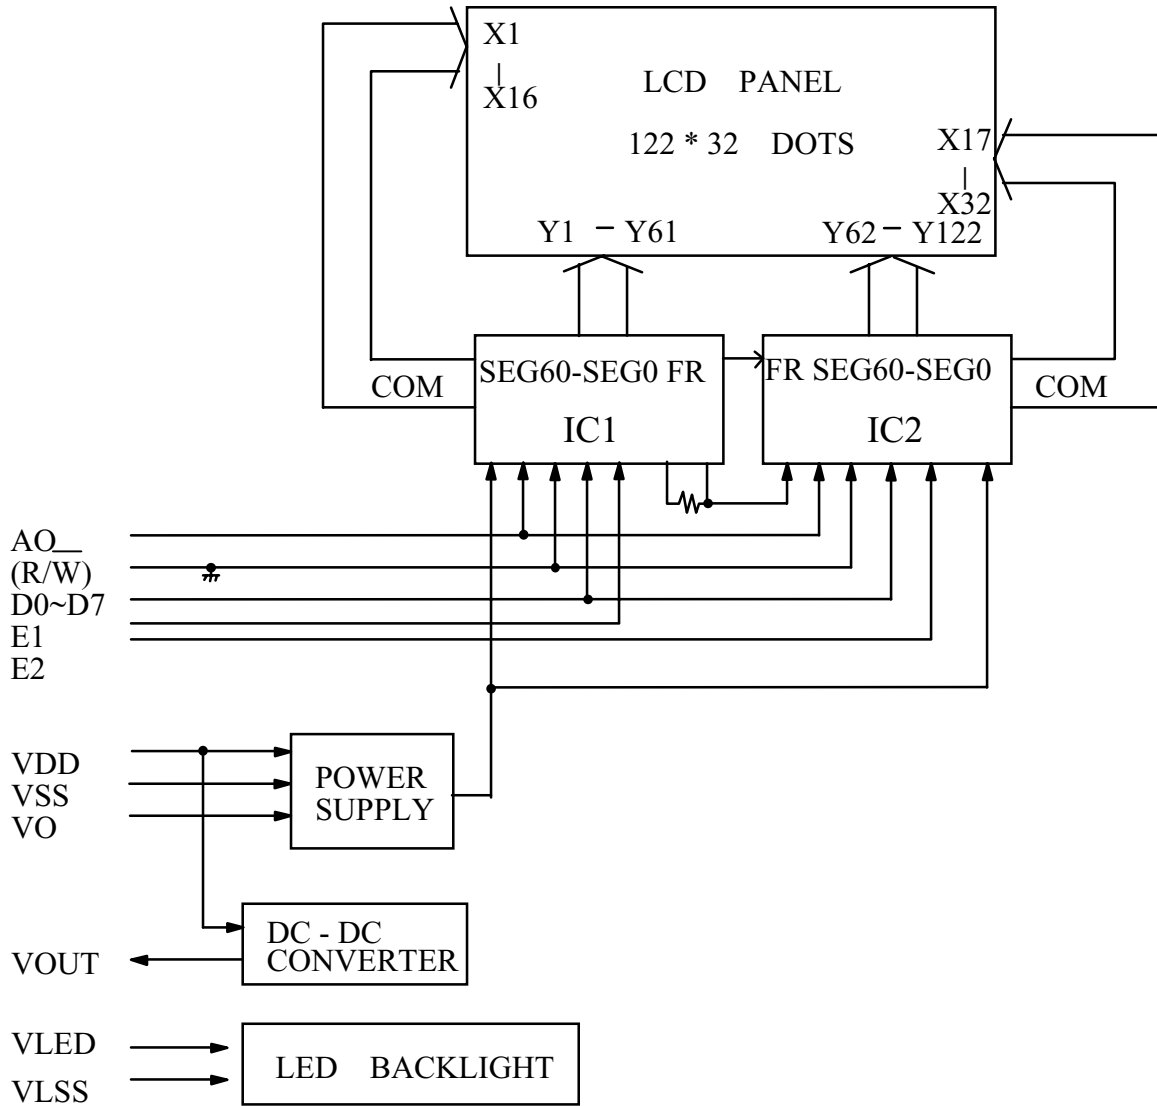 X1
|
X16
LCD PANEL
122 * 32 DOTS
X17
|
X32
Y1 – Y61
Y62 – Y122
SEG60-SEG0 FR
IC1
FR SEG60-SEG0
IC2
COM
COM
AO
(R/W)
D0~D7
E1
E2
VDD
VSS
VO
POWER
SUPPLY
DC - DC
CONVERTER
VOUT
VLED
VLSS
LED BACKLIGHT